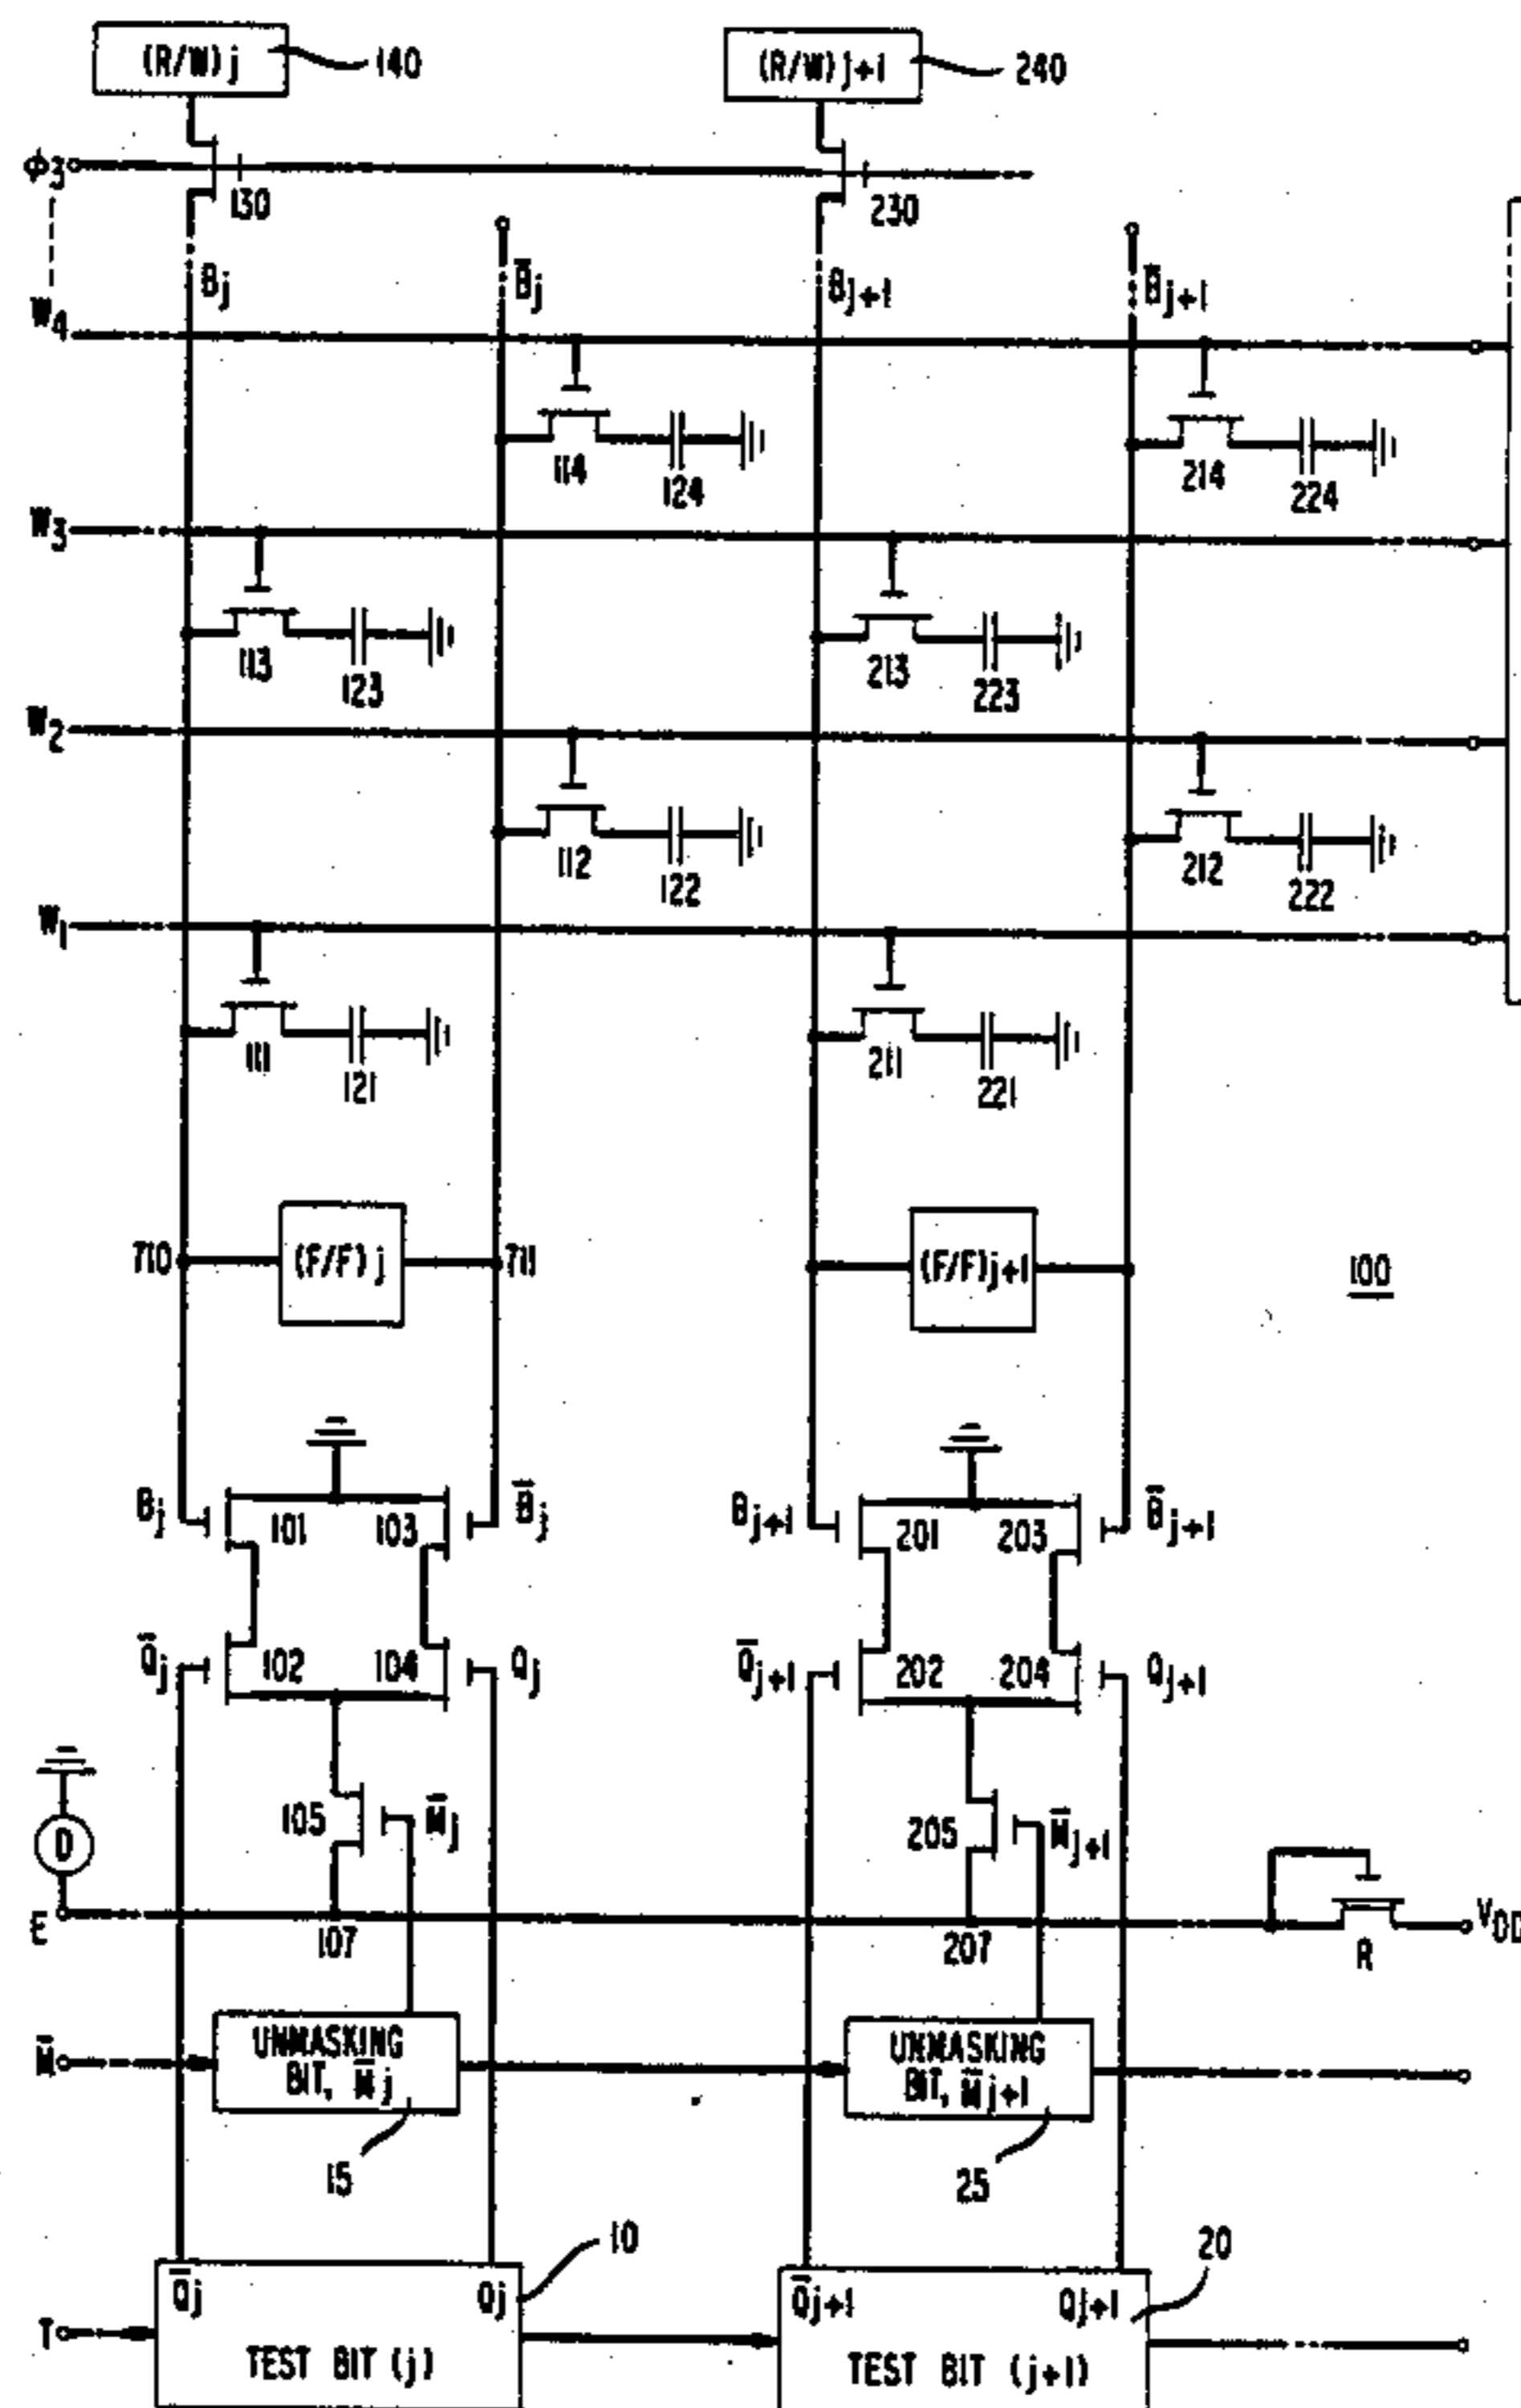 (R/W)j
140
(R/W)j+1
240
ϕ3
130
230
Bj
B̄j
Bj+1
B̄j+1
W4
114
124
214
224
W3
113
123
213
223
W2
112
122
212
222
W1
111
121
211
221
710
(F/F)j
711
(F/F)j+1
100
Bj
101
103
B̄j
Bj+1
201
203
B̄j+1
Q̄j
102
104
Qj
Q̄j+1
202
204
Qj+1
D
105
M̄j
205
M̄j+1
E
107
207
R
VDD
M̄
UNMASKING
BIT, M̄j
UNMASKING
BIT, M̄j+1
15
25
10
20
Q̄j
Qj
Q̄j+1
Qj+1
T
TEST BIT (j)
TEST BIT (j+1)